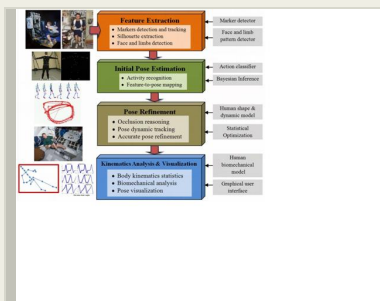 Feature Extraction
• Markers detection and tracking
• Silhouette extraction
• Face and limbs detection
Marker detector
Face and limb
pattern detector
Initial Pose Estimation
• Activity recognition
• Feature-to-pose mapping
Action classifier
Bayesian Inference
Pose Refinement
• Occlusion reasoning
• Pose dynamic tracking
• Accurate pose refinement
Human shape &
dynamic model
Statistical
Optimization
Kinematics Analysis & Visualization
• Body kinematics statistics
• Biomechanical analysis
• Pose visualization
Human
biomechanical
model
Graphical user
interface